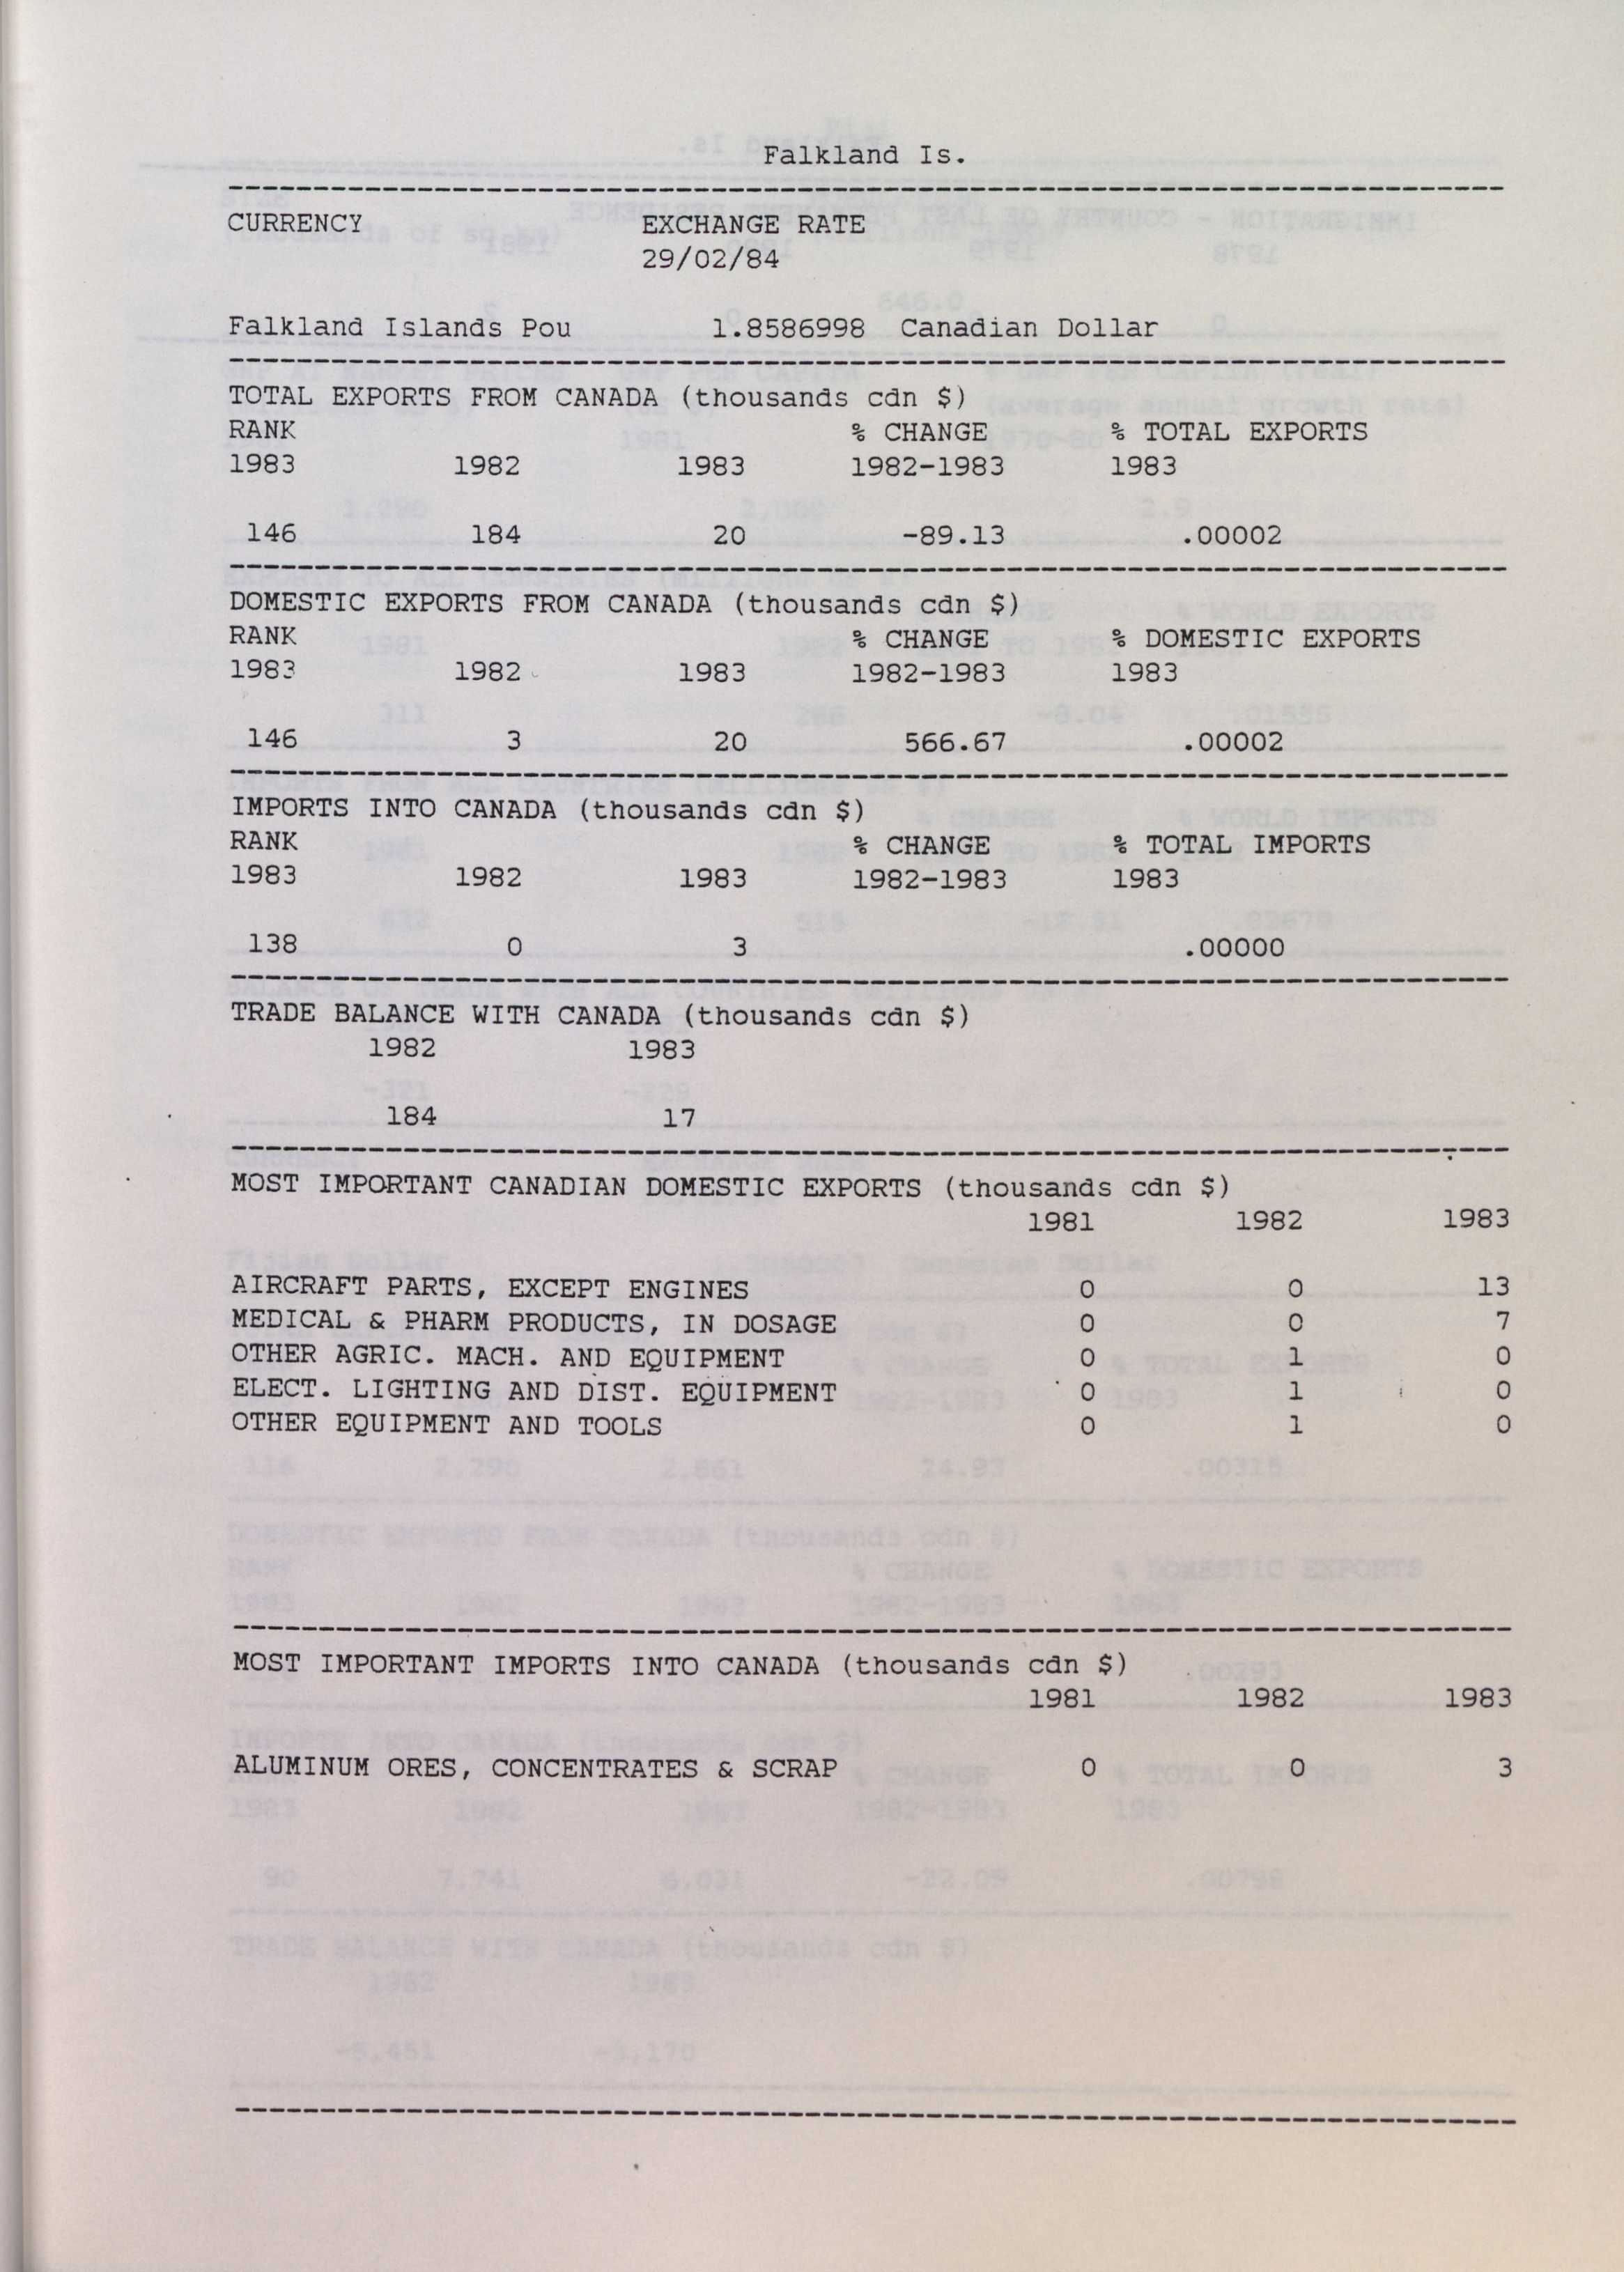 Falkland Is.
CURRENCY EXCHANGE RATE
29/02/84
Falkland Islands Pou 1.8586998 Canadian Dollar
TOTAL EXPORTS FROM CANADA (thousands cdn $)
RANK % CHANGE % TOTAL EXPORTS
1983 1982 1983 1982-1983 1983
146 184 20 -89.13 .00002
DOMESTIC EXPORTS FROM CANADA (thousands cdn $)
RANK % CHANGE % DOMESTIC EXPORTS
1983 1982 1983 1982-1983 1983
146 3 20 566.67 .00002
IMPORTS INTO CANADA (thousands cdn $)
RANK % CHANGE % TOTAL IMPORTS
1983 1982 1983 1982-1983 1983
138 0 3 .00000
TRADE BALANCE WITH CANADA (thousands cdn $)
1982 1983
184 17
MOST IMPORTANT CANADIAN DOMESTIC EXPORTS (thousands cdn $)
1981 1982 1983
AIRCRAFT PARTS, EXCEPT ENGINES 0 0 13
MEDICAL & PHARM PRODUCTS, IN DOSAGE 0 0 7
OTHER AGRIC. MACH. AND EQUIPMENT 0 1 0
ELECT. LIGHTING AND DIST. EQUIPMENT 0 1 0
OTHER EQUIPMENT AND TOOLS 0 1 0
MOST IMPORTANT IMPORTS INTO CANADA (thousands cdn $)
1981 1982 1983
ALUMINUM ORES, CONCENTRATES & SCRAP 0 0 3